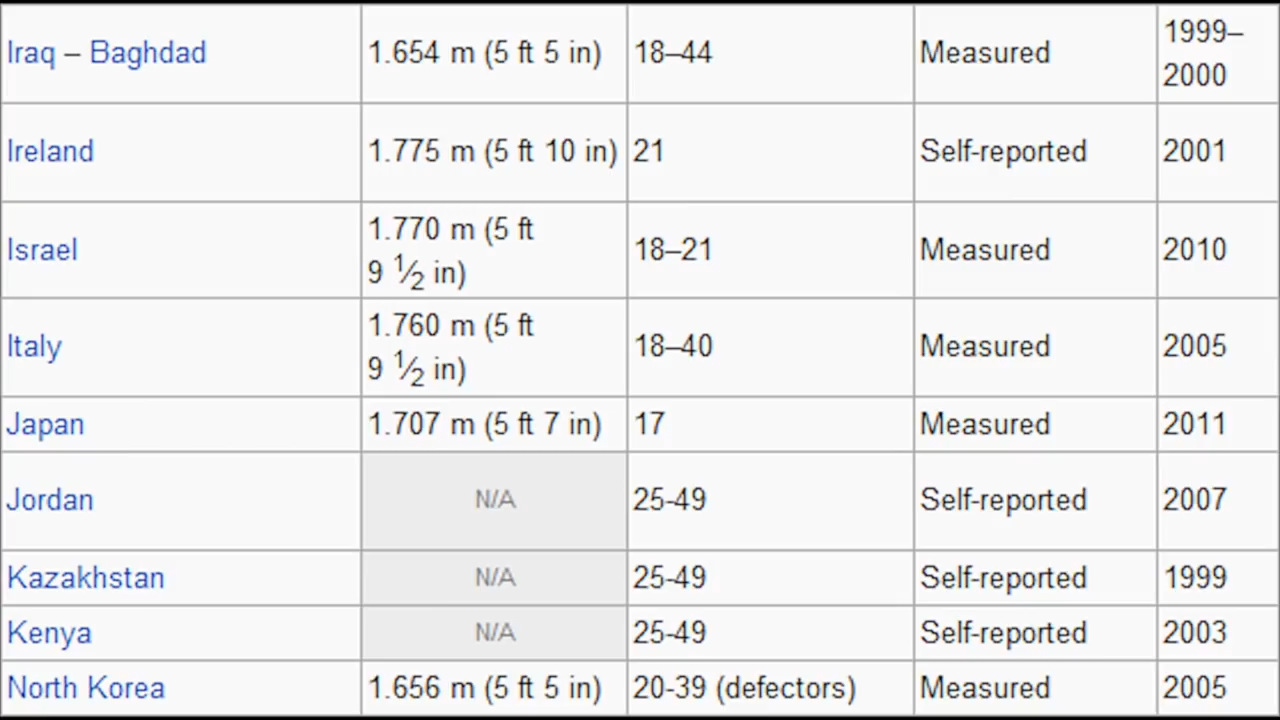 Iraq – Baghdad 1.654 m (5 ft 5 in) 18–44 Measured 1999–
2000
Ireland 1.775 m (5 ft 10 in) 21 Self-reported 2001
Israel 1.770 m (5 ft
9 1⁄2 in) 18–21 Measured 2010
Italy 1.760 m (5 ft
9 1⁄2 in) 18–40 Measured 2005
Japan 1.707 m (5 ft 7 in) 17 Measured 2011
Jordan N/A 25-49 Self-reported 2007
Kazakhstan N/A 25-49 Self-reported 1999
Kenya N/A 25-49 Self-reported 2003
North Korea 1.656 m (5 ft 5 in) 20-39 (defectors) Measured 2005